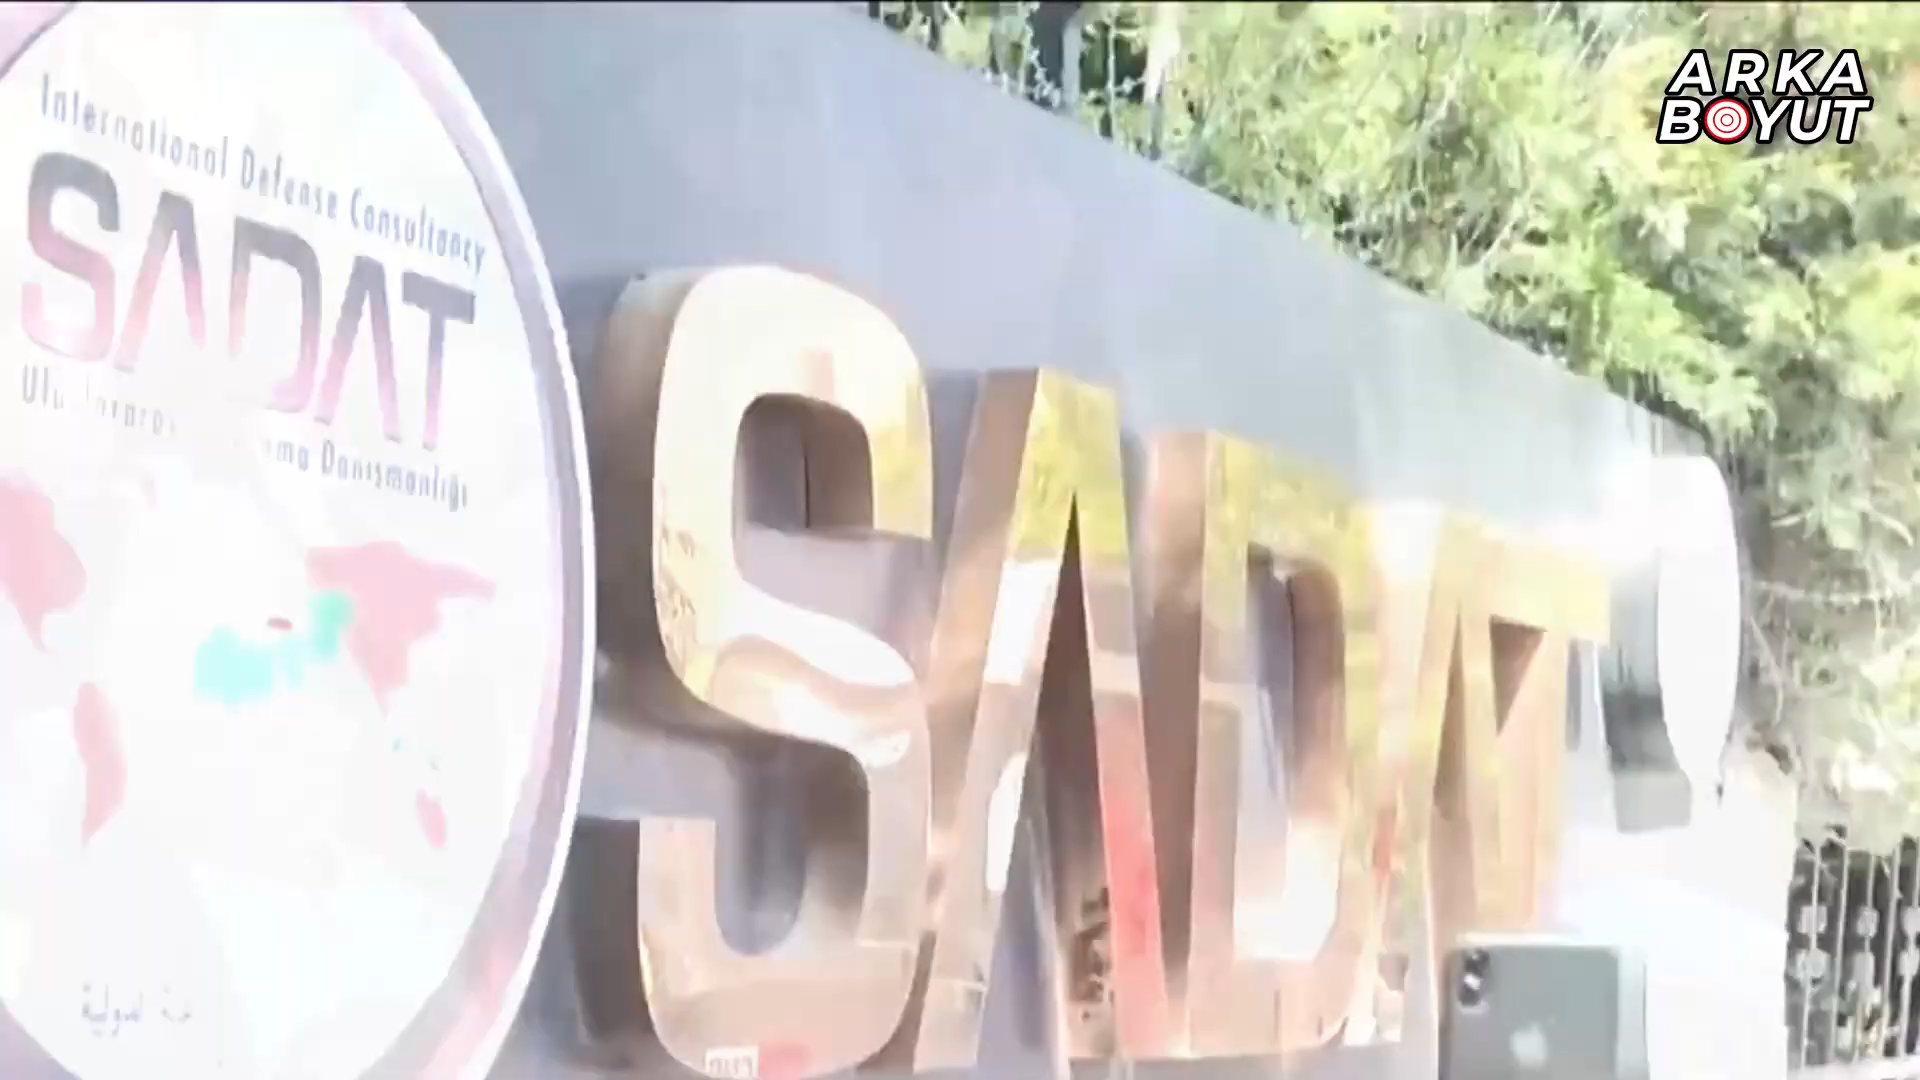 International Defense Consultancy
SADAT
Danışmanlığı
SADAT
ARKA
BOYUT